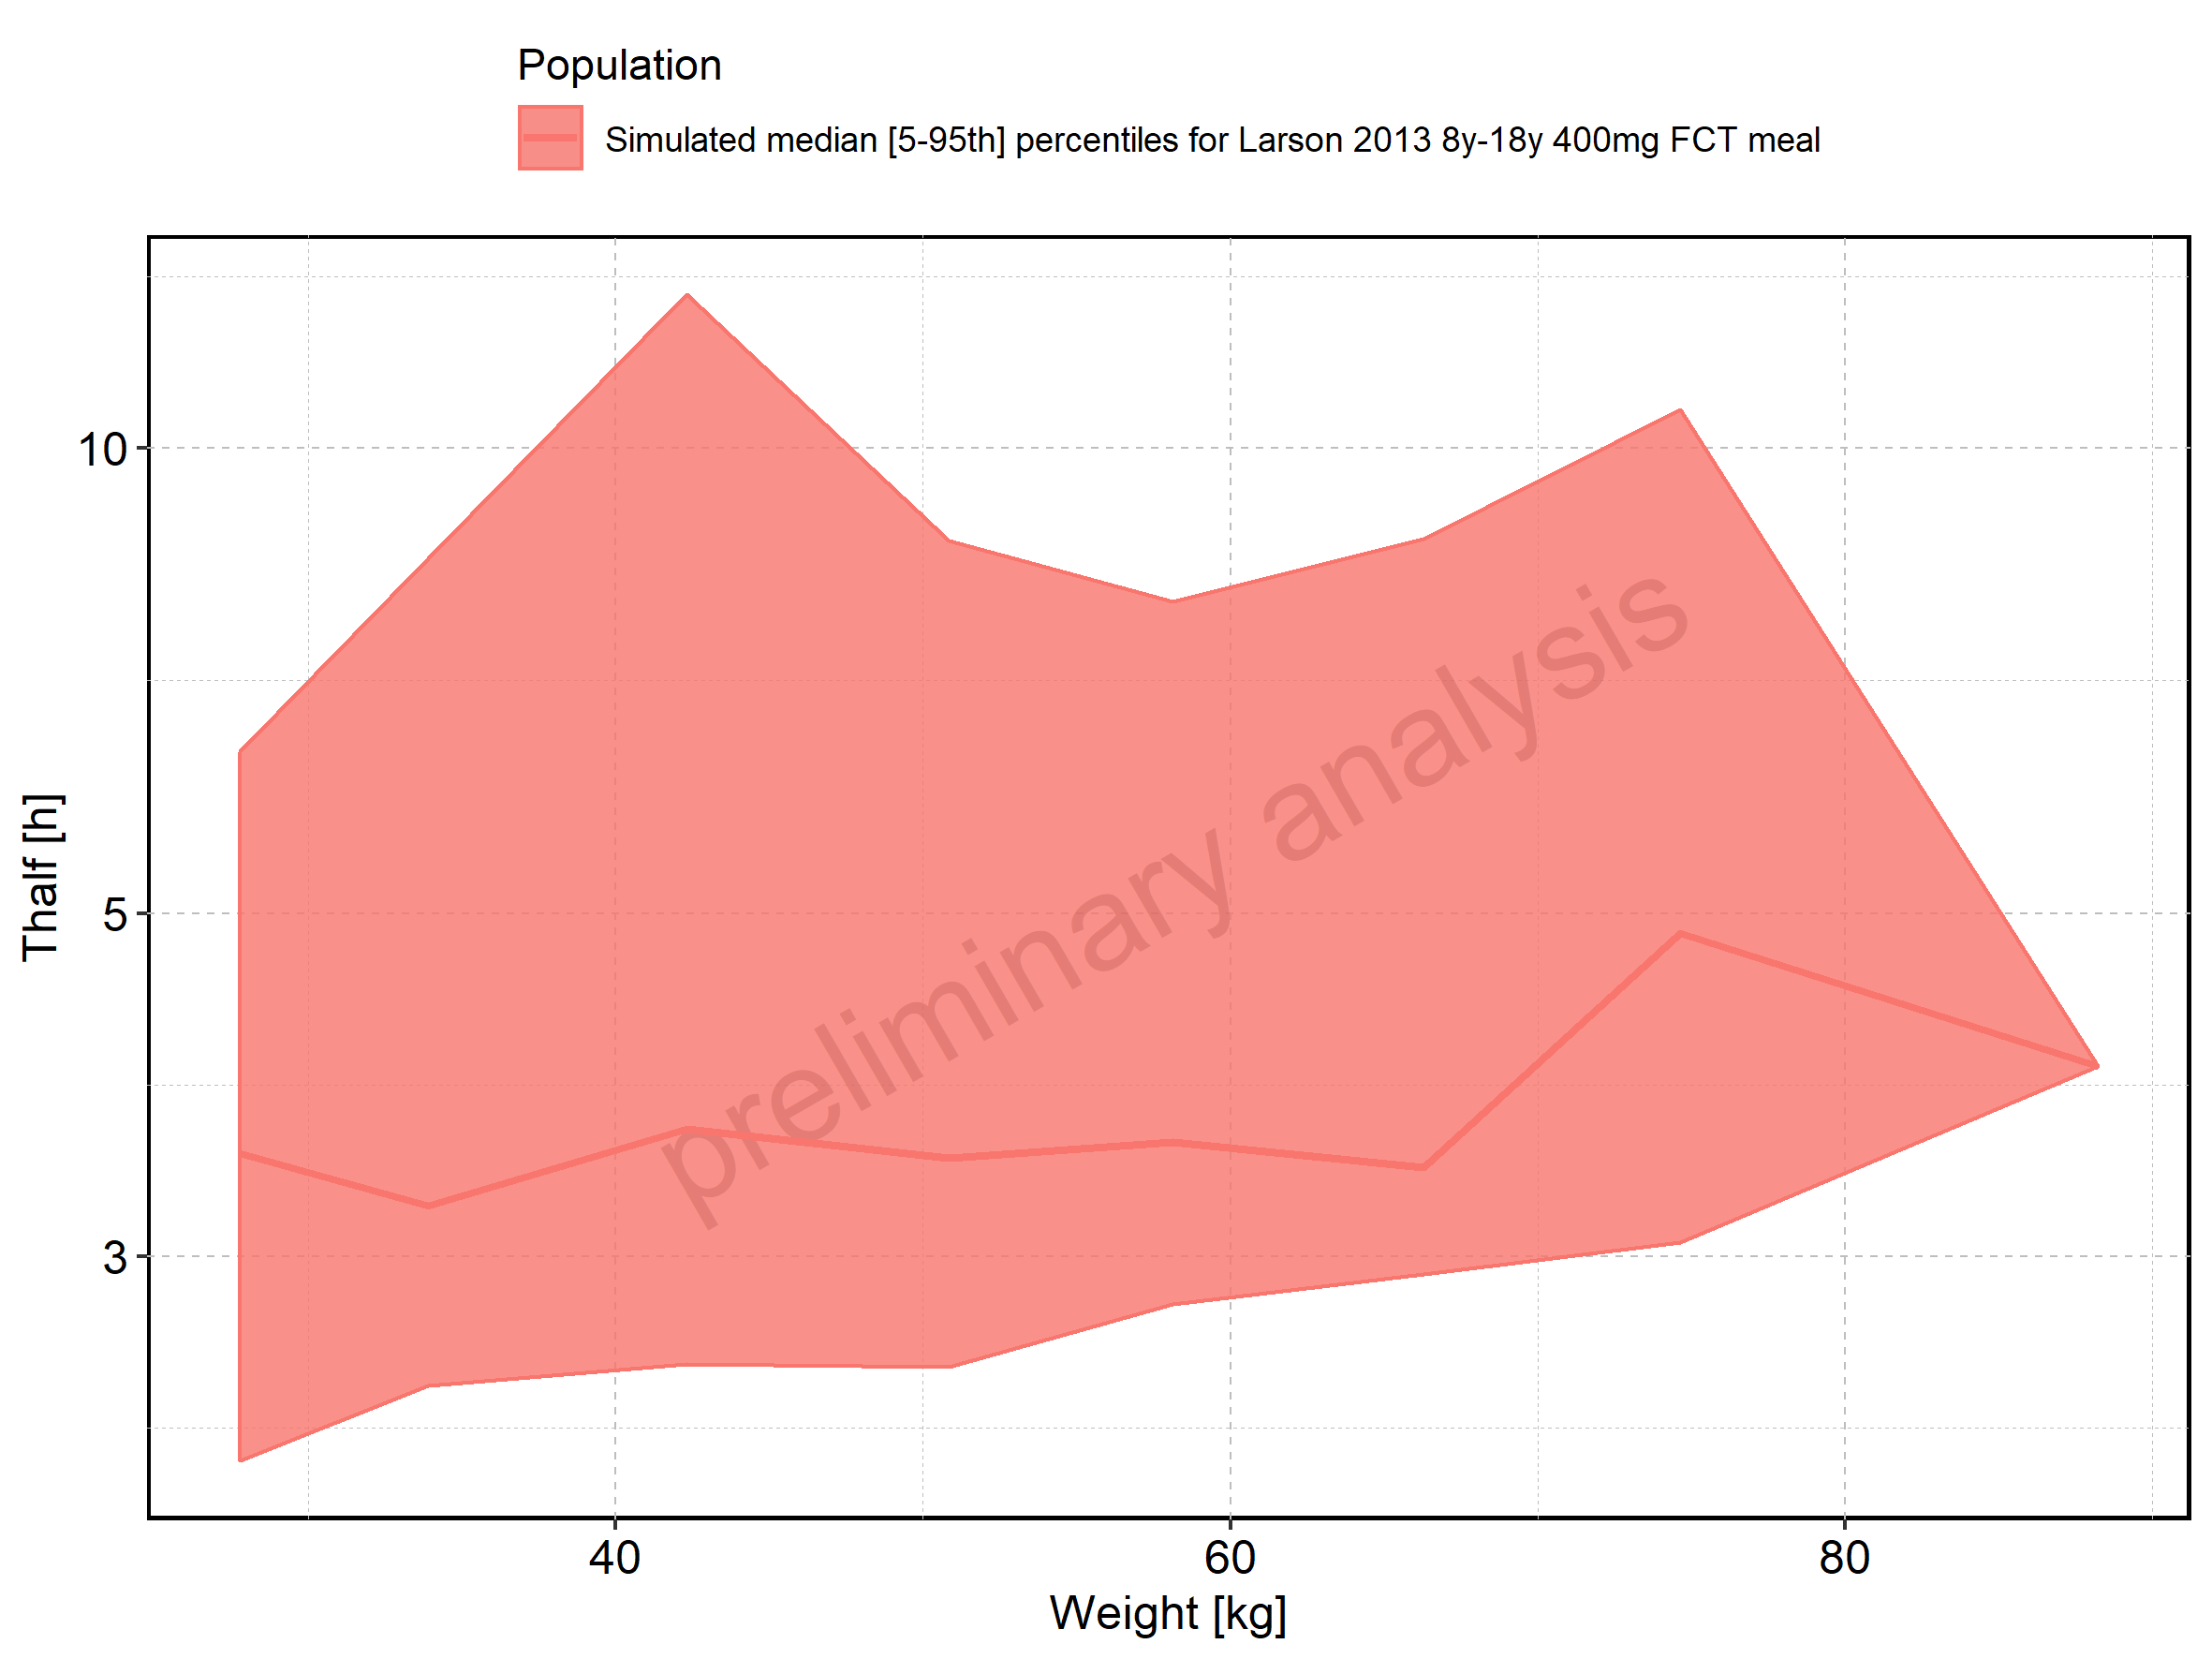 Population
Simulated median [5-95th] percentiles for Larson 2013 8y-18y 400mg FCT meal
10
5
3
Thalf [h]
preliminary analysis
40 60 80
Weight [kg]